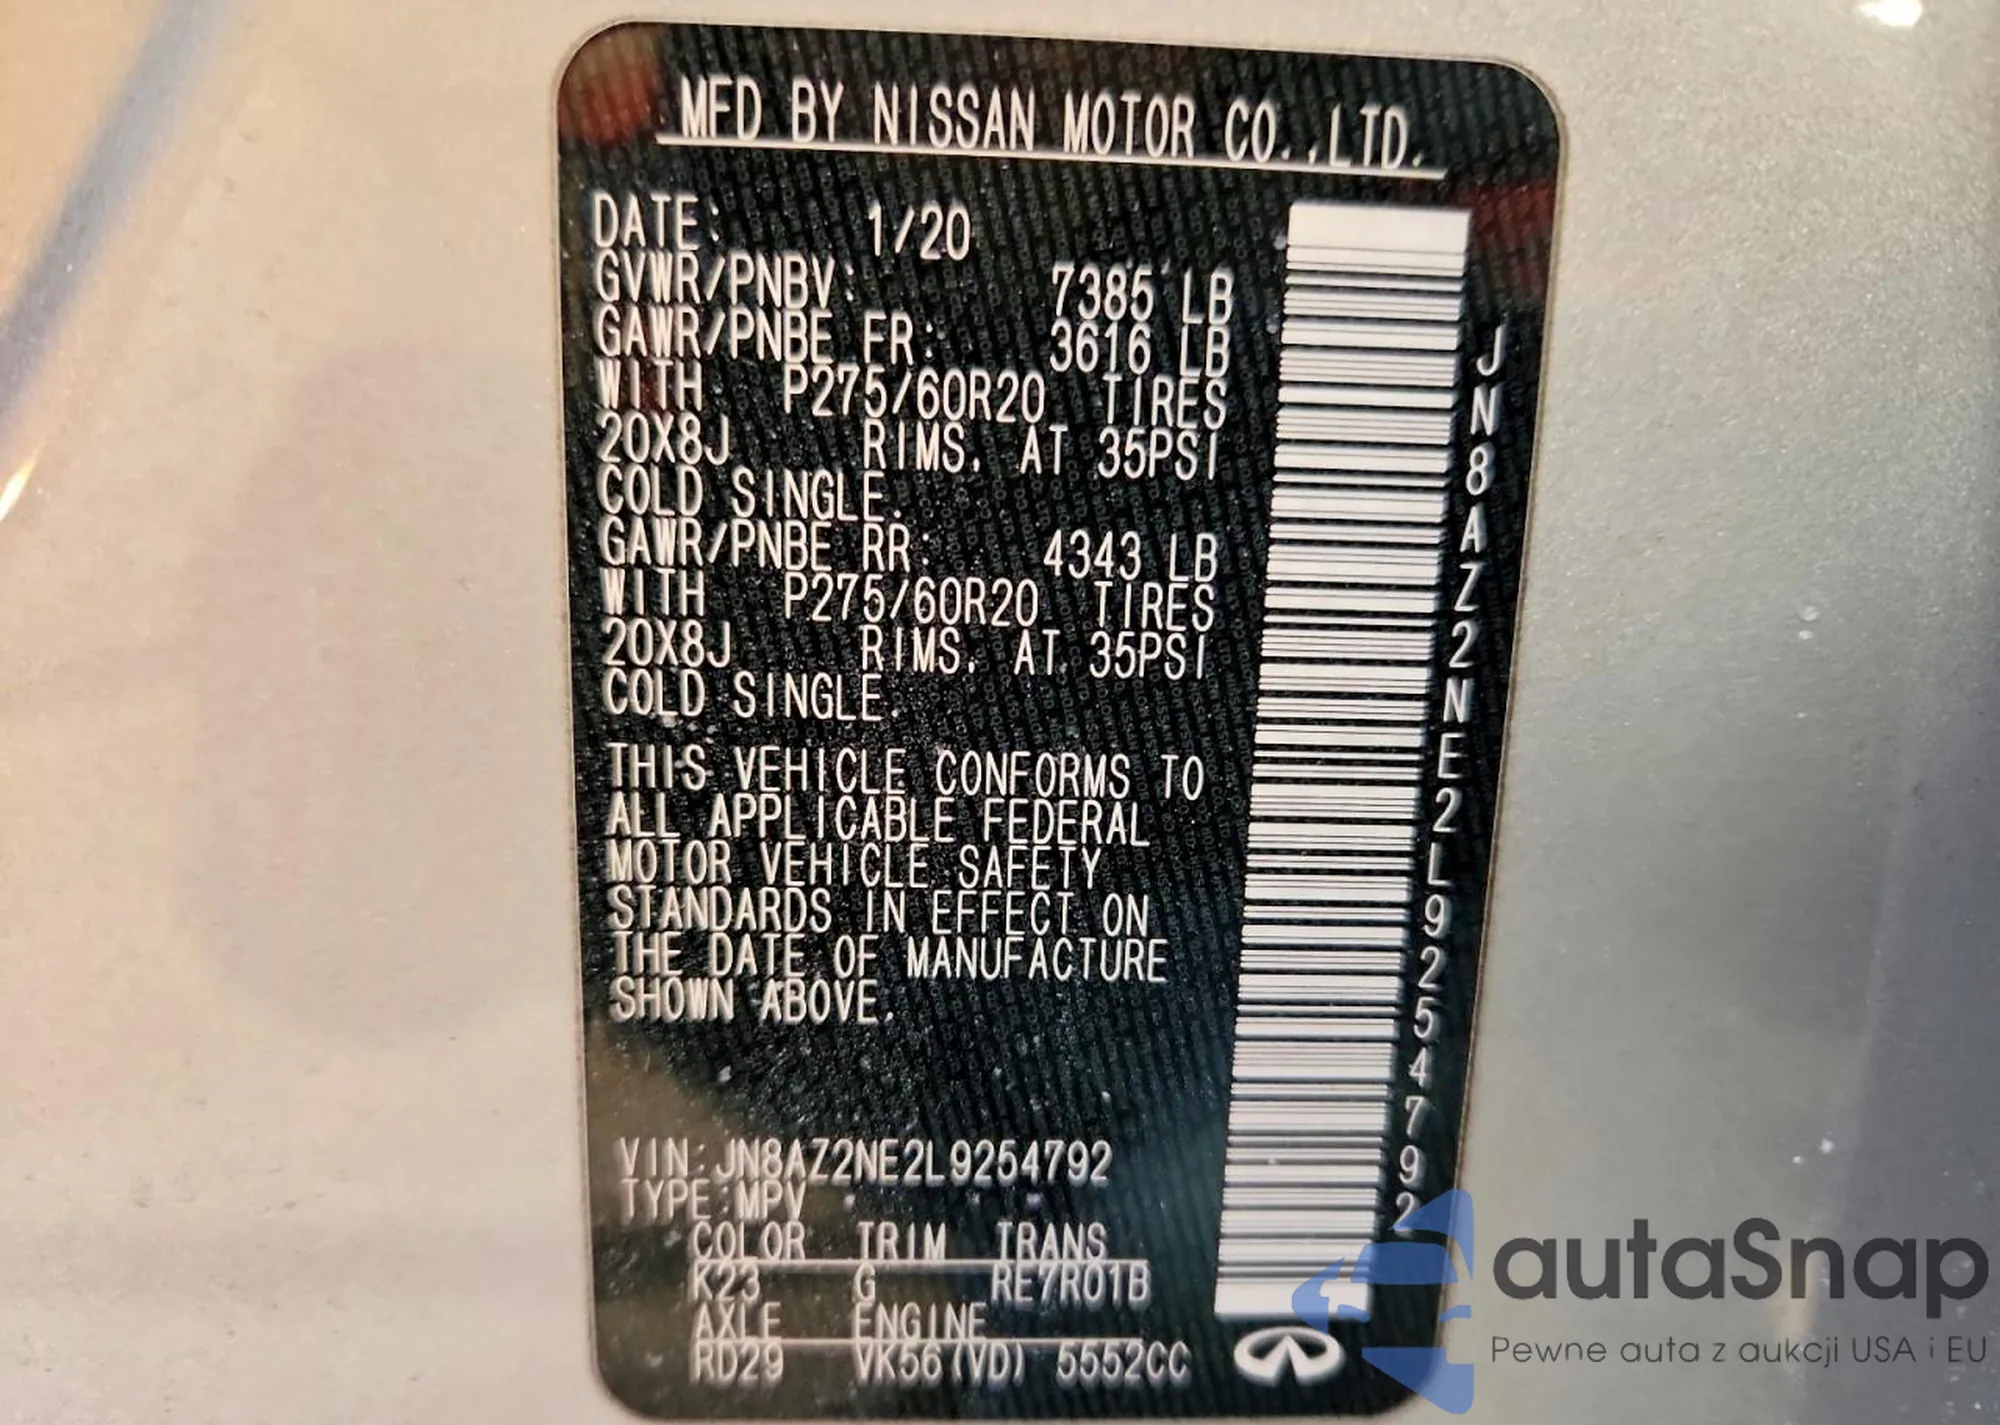 MFD BY NISSAN MOTOR CO.,LTD.
DATE: 1/20
GVWR/PNBV: 7385 LB
GAWR/PNBE FR: 3616 LB
WITH P275/60R20 TIRES
20X8J RIMS. AT 35PSI
COLD SINGLE.
GAWR/PNBE RR: 4343 LB
WITH P275/60R20 TIRES
20X8J RIMS. AT 35PSI
COLD SINGLE.
THIS VEHICLE CONFORMS TO
ALL APPLICABLE FEDERAL
MOTOR VEHICLE SAFETY
STANDARDS IN EFFECT ON
THE DATE OF MANUFACTURE
SHOWN ABOVE.
VIN:JN8AZ2NE2L9254792
TYPE:MPV
COLOR TRIM TRANS
K23 G RE7R01B
AXLE ENGINE
RD29 VK56(VD) 5552CC
JN8AZ2NE2L9254792
autaSnap
Pewne auta z aukcji USA i EU